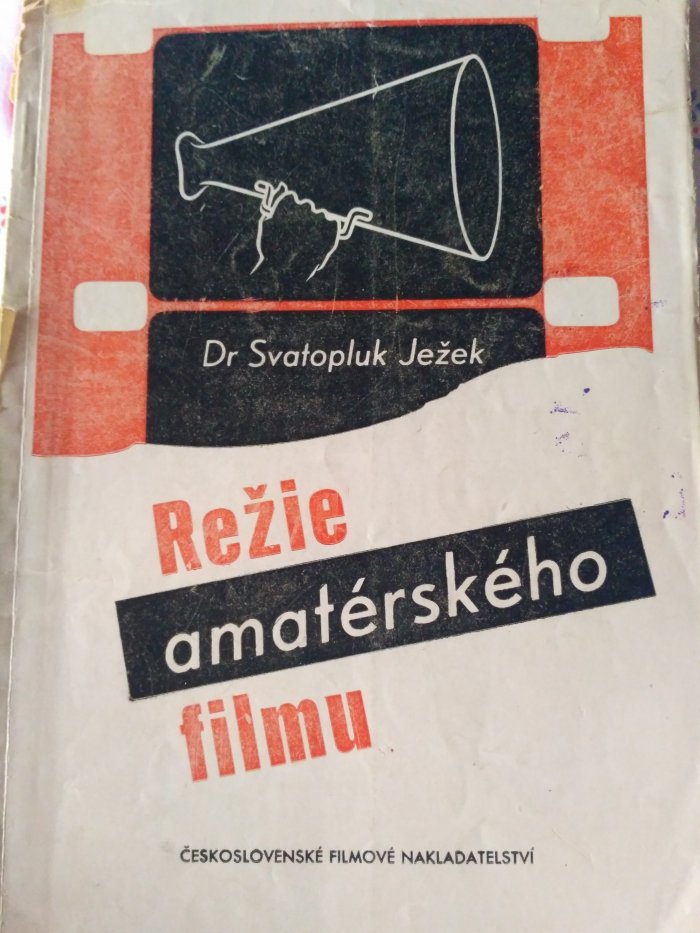 Dr Svatopluk Ježek
Režie
amatérského
filmu
ČESKOSLOVENSKÉ FILMOVÉ NAKLADATELSTVÍ